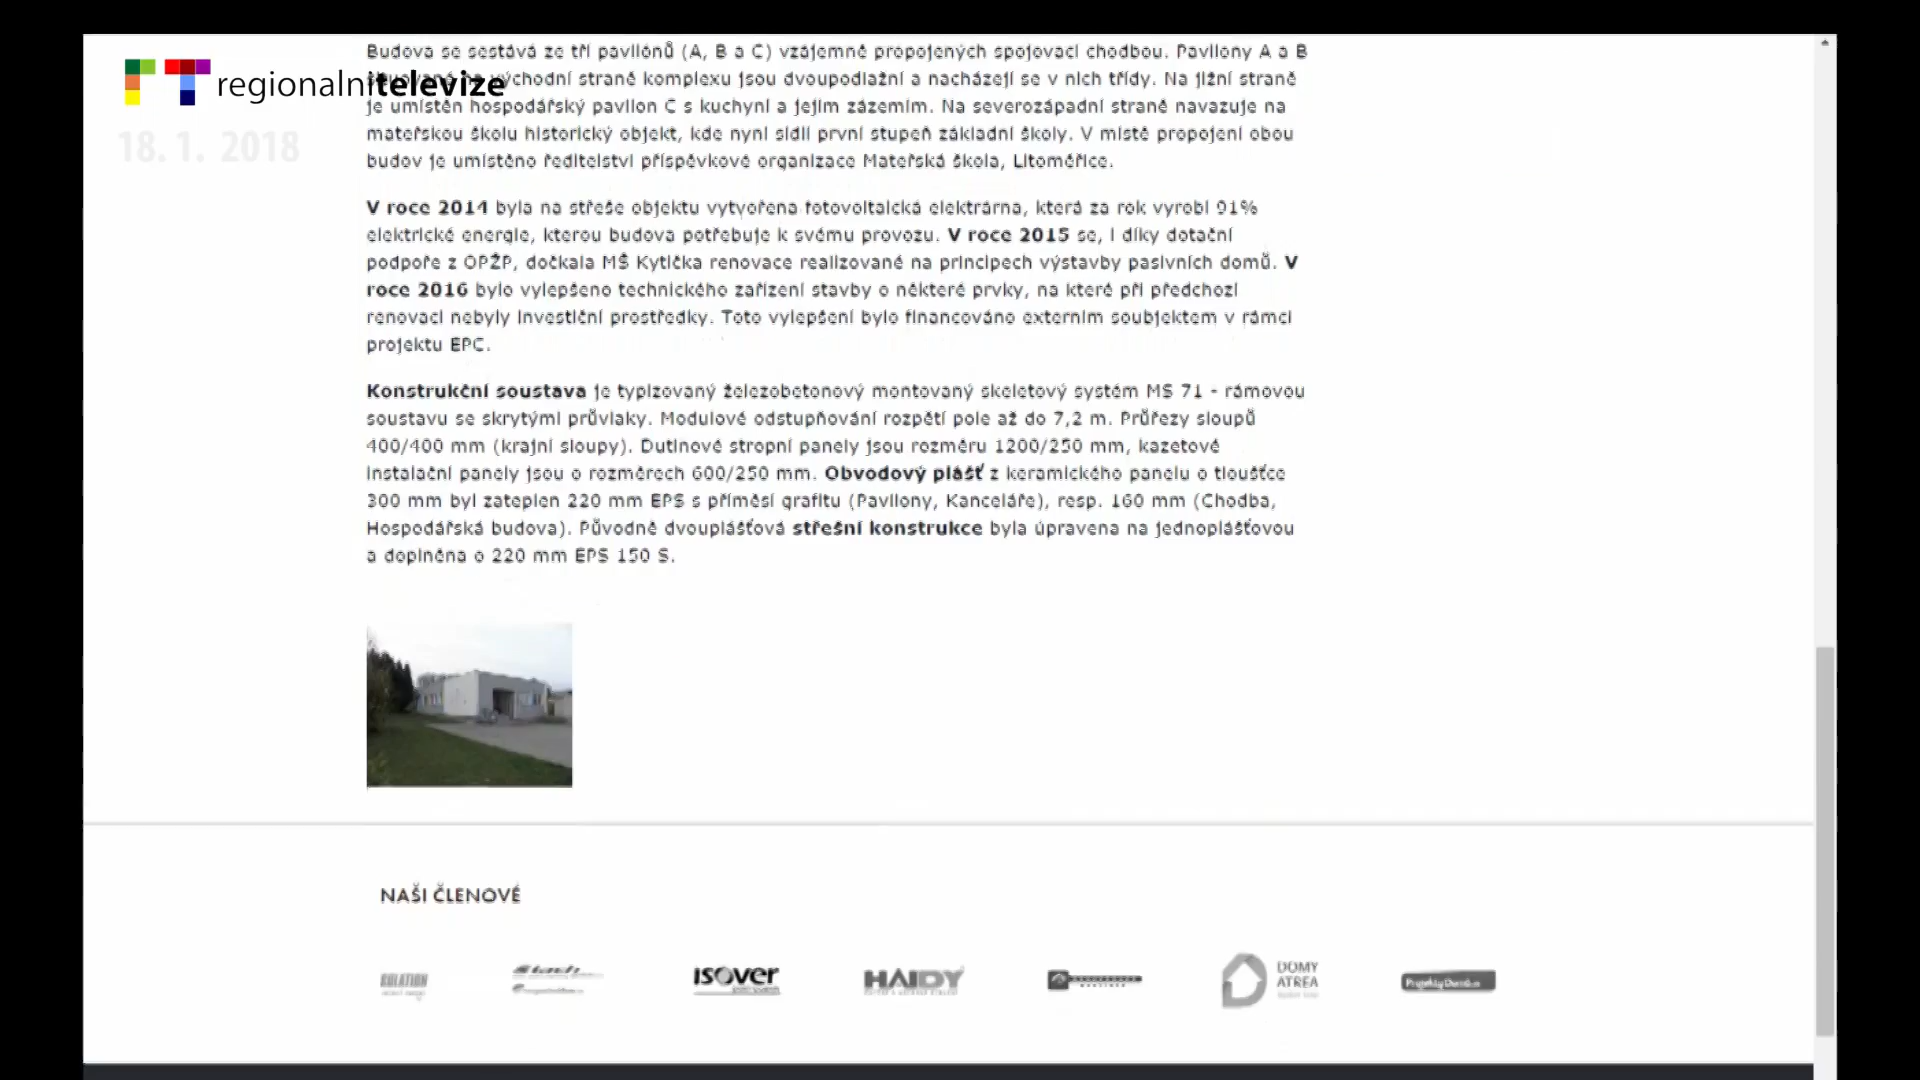 Budova se sestává ze tří pavilónů (A, B a C) vzájemně propojených spojovací chodbou. Pavilony A a B
východní straně komplexu jsou dvoupodlažní a nacházejí se v nich třídy. Na jižní straně
regionalnitelevize
je umístěn hospodářský pavilon C s kuchyní a jejím zázemím. Na severozápadní straně navazuje na
mateřskou školu historický objekt, kde nyní sídlí první stupeň základní školy. V místě propojení obou
18. 1. 2018
budov je umístěno ředitelství příspěvkové organizace Mateřská škola, Litoměřice.
V roce 2014 byla na střeše objektu vytvořena fotovoltaická elektrárna, která za rok vyrobí 91%
elektrické energie, kterou budova potřebuje k svému provozu. V roce 2015 se, i díky dotační
podpoře z OPŽP, dočkala MŠ Kytička renovace realizované na principech výstavby pasivních domů. V
roce 2016 bylo vylepšeno technického zařízení stavby o některé prvky, na které při předchozí
renovaci nebyly investiční prostředky. Toto vylepšení bylo financováno externím soubjektem v rámci
projektu EPC.
Konstrukční soustava je typizovaný železobetonový montovaný skeletový systém MS 71 - rámovou
soustavu se skrytými průvlaky. Modulové odstupňování rozpětí pole až do 7,2 m. Průřezy sloupů
400/400 mm (krajní sloupy). Dutinové stropní panely jsou rozměru 1200/250 mm, kazetové
instalační panely jsou o rozměrech 600/250 mm. Obvodový plášť z keramického panelu o tloušťce
300 mm byl zateplen 220 mm EPS s příměsí grafitu (Pavilony, Kanceláře), resp. 160 mm (Chodba,
Hospodářská budova). Původně dvouplášťová střešní konstrukce byla upravena na jednoplášťovou
a doplněna o 220 mm EPS 150 S.
NAŠI ČLENOVÉ
isover
HAIDY
DOMY
ATREA